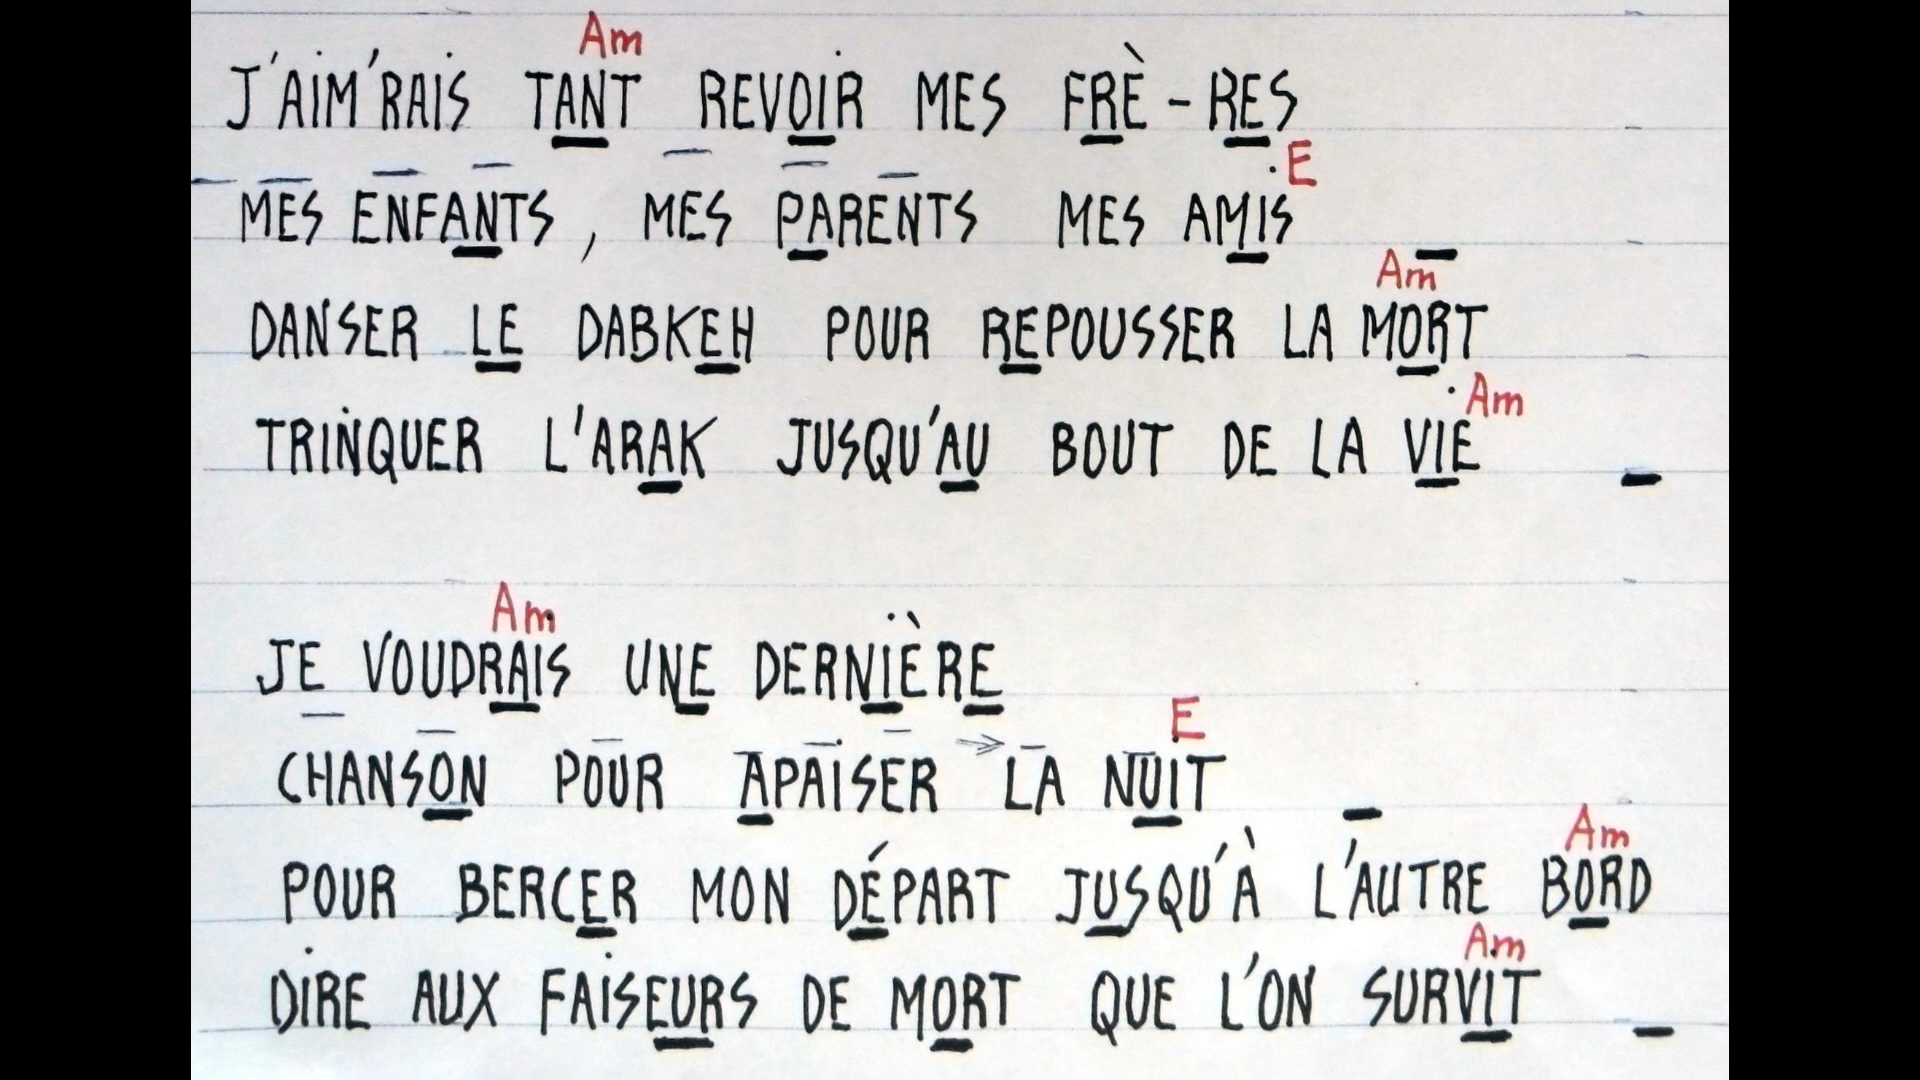 Am
J'AIM'RAIS TANT REVOIR MES FRÈ-RES
E
MES ENFANTS, MES PARENTS MES AMIS
Am
DANSER LE DABKEH POUR REPOUSSER LA MORT
Am
TRINQUER L'ARAK JUSQU'AU BOUT DE LA VIE
Am
JE VOUDRAIS UNE DERNIÈRE
E
CHANSON POUR APAISER LA NUIT
Am
POUR BERCER MON DÉPART JUSQU'À L'AUTRE BORD
Am
DIRE AUX FAISEURS DE MORT QUE L'ON SURVIT